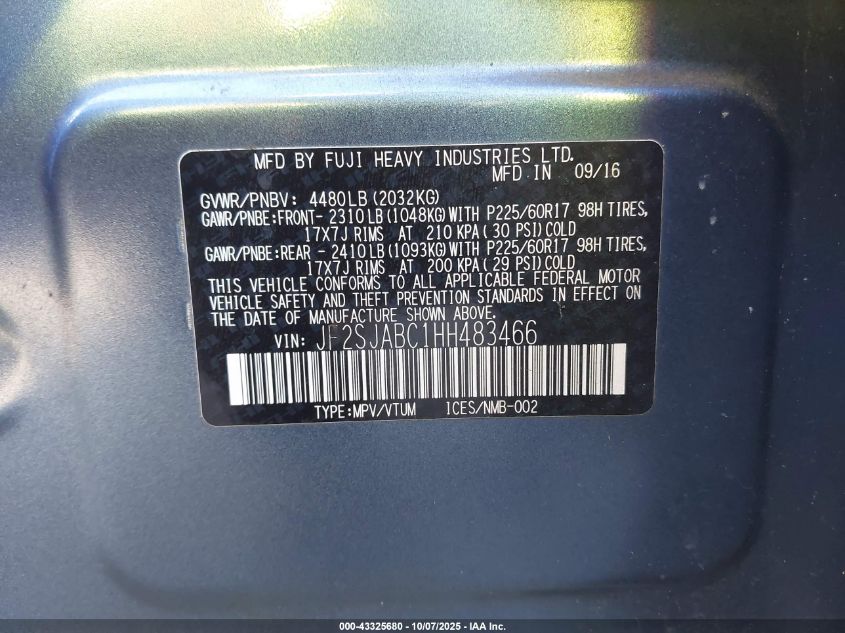 MFD BY FUJI HEAVY INDUSTRIES LTD.
MFD IN 09/16
GVWR/PNBV: 4480LB (2032KG)
GAWR/PNBE:FRONT- 2310LB (1048KG) WITH P225/60R17 98H TIRES,
17X7J RIMS AT 210 KPA ( 30 PSI) COLD
GAWR/PNBE:REAR - 2410LB (1093KG) WITH P225/60R17 98H TIRES,
17X7J RIMS AT 200 KPA ( 29 PSI) COLD
THIS VEHICLE CONFORMS TO ALL APPLICABLE FEDERAL MOTOR
VEHICLE SAFETY AND THEFT PREVENTION STANDARDS IN EFFECT ON
THE DATE OF MANUFACTURE SHOWN ABOVE.
VIN: JF2SJABC1HH483466
TYPE:MPV/VTUM ICES/NMB-002
000-43325680 - 10/07/2025 - IAA Inc.